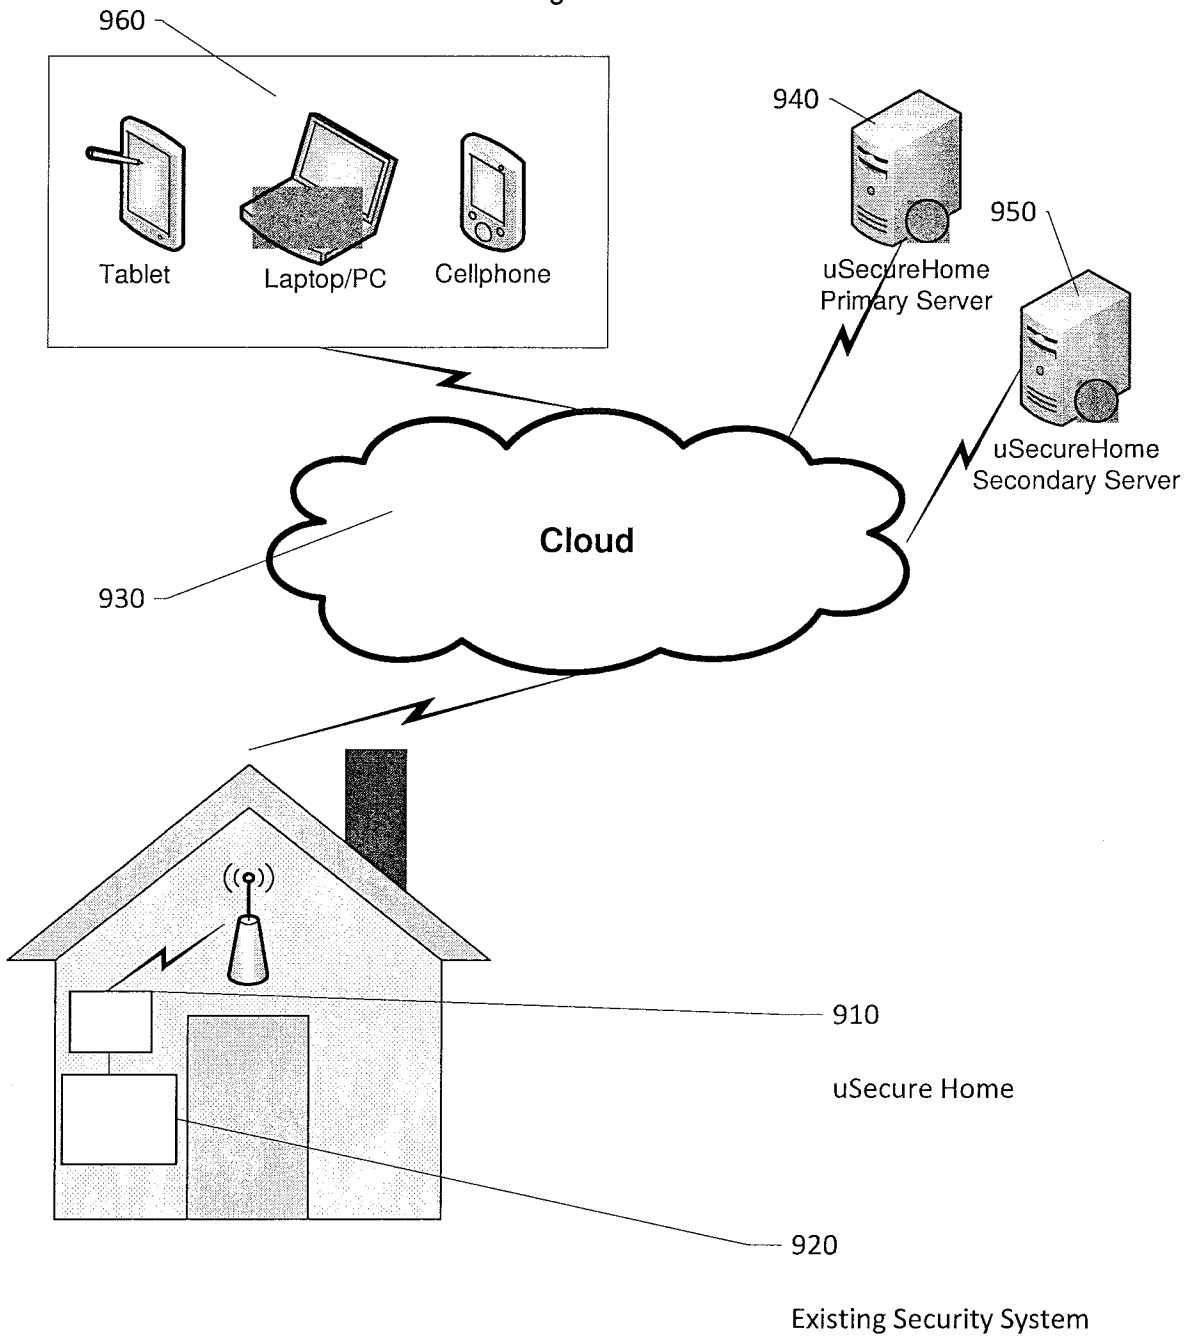 960
940
950
Tablet
Laptop/PC
Cellphone
uSecureHome
Primary Server
uSecureHome
Secondary Server
Cloud
930
910
uSecure Home
920
Existing Security System